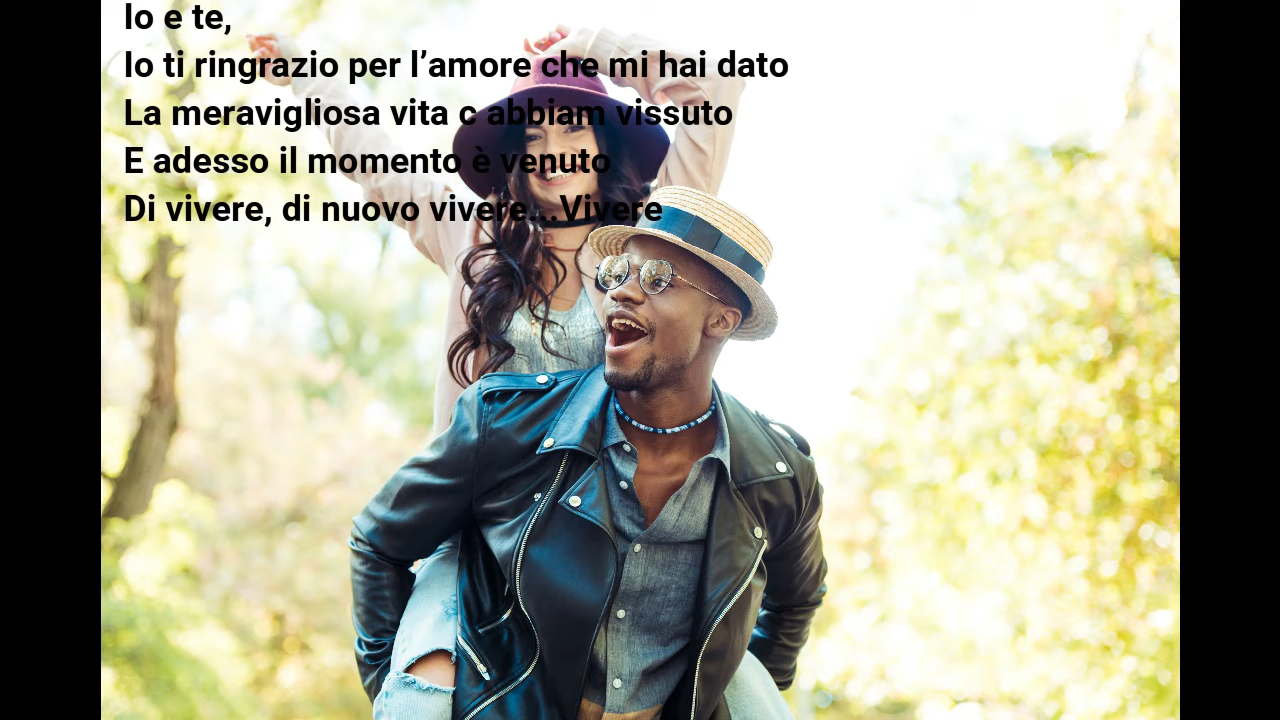 Io e te,
Io ti ringrazio per l’amore che mi hai dato
La meravigliosa vita c abbiam vissuto
E adesso il momento è venuto
Di vivere, di nuovo vivere...Vivere